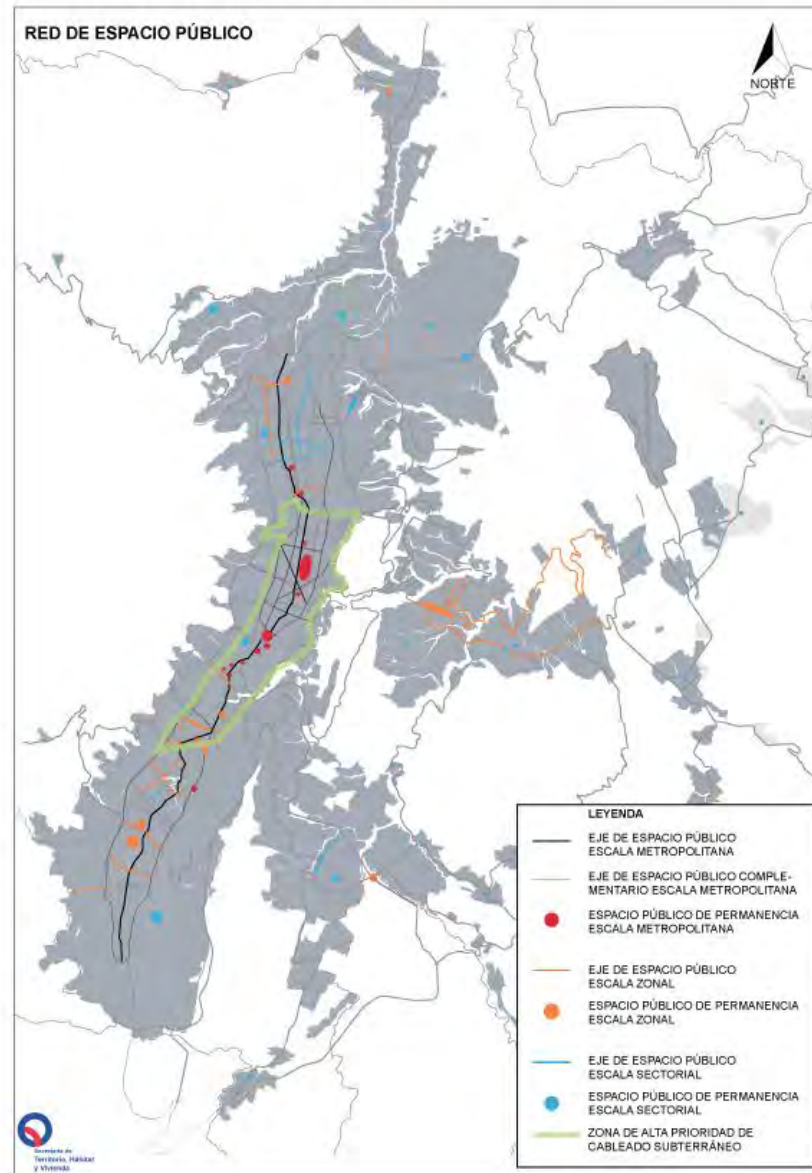 RED DE ESPACIO PÚBLICO
NORTE
LEYENDA
EJE DE ESPACIO PÚBLICO
ESCALA METROPOLITANA
EJE DE ESPACIO PÚBLICO COMPLE-
MENTARIO ESCALA METROPOLITANA
ESPACIO PÚBLICO DE PERMANENCIA
ESCALA METROPOLITANA
EJE DE ESPACIO PÚBLICO
ESCALA ZONAL
ESPACIO PÚBLICO DE PERMANENCIA
ESCALA ZONAL
EJE DE ESPACIO PÚBLICO
ESCALA SECTORIAL
ESPACIO PÚBLICO DE PERMANENCIA
ESCALA SECTORIAL
ZONA DE ALTA PRIORIDAD DE
CABLEADO SUBTERRÁNEO
Secretaría de
Territorio, Hábitat
y Vivienda